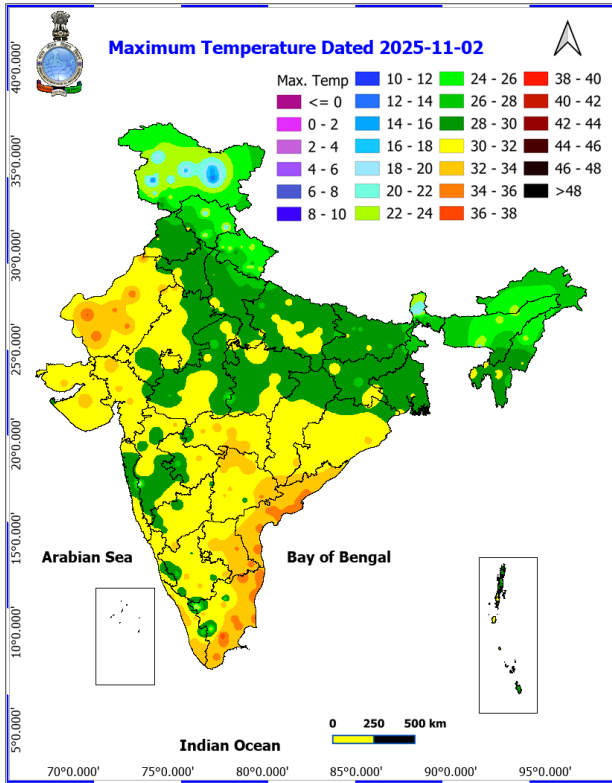 Maximum Temperature Dated 2025-11-02
Max. Temp
<= 0
0 - 2
2 - 4
4 - 6
6 - 8
8 - 10
10 - 12
12 - 14
14 - 16
16 - 18
18 - 20
20 - 22
22 - 24
24 - 26
26 - 28
28 - 30
30 - 32
32 - 34
34 - 36
36 - 38
38 - 40
40 - 42
42 - 44
44 - 46
46 - 48
>48
40°0.000'
35°0.000'
30°0.000'
25°0.000'
20°0.000'
15°0.000'
10°0.000'
5°0.000'
Arabian Sea
Bay of Bengal
Indian Ocean
0 250 500 km
70°0.000' 75°0.000' 80°0.000' 85°0.000' 90°0.000' 95°0.000'